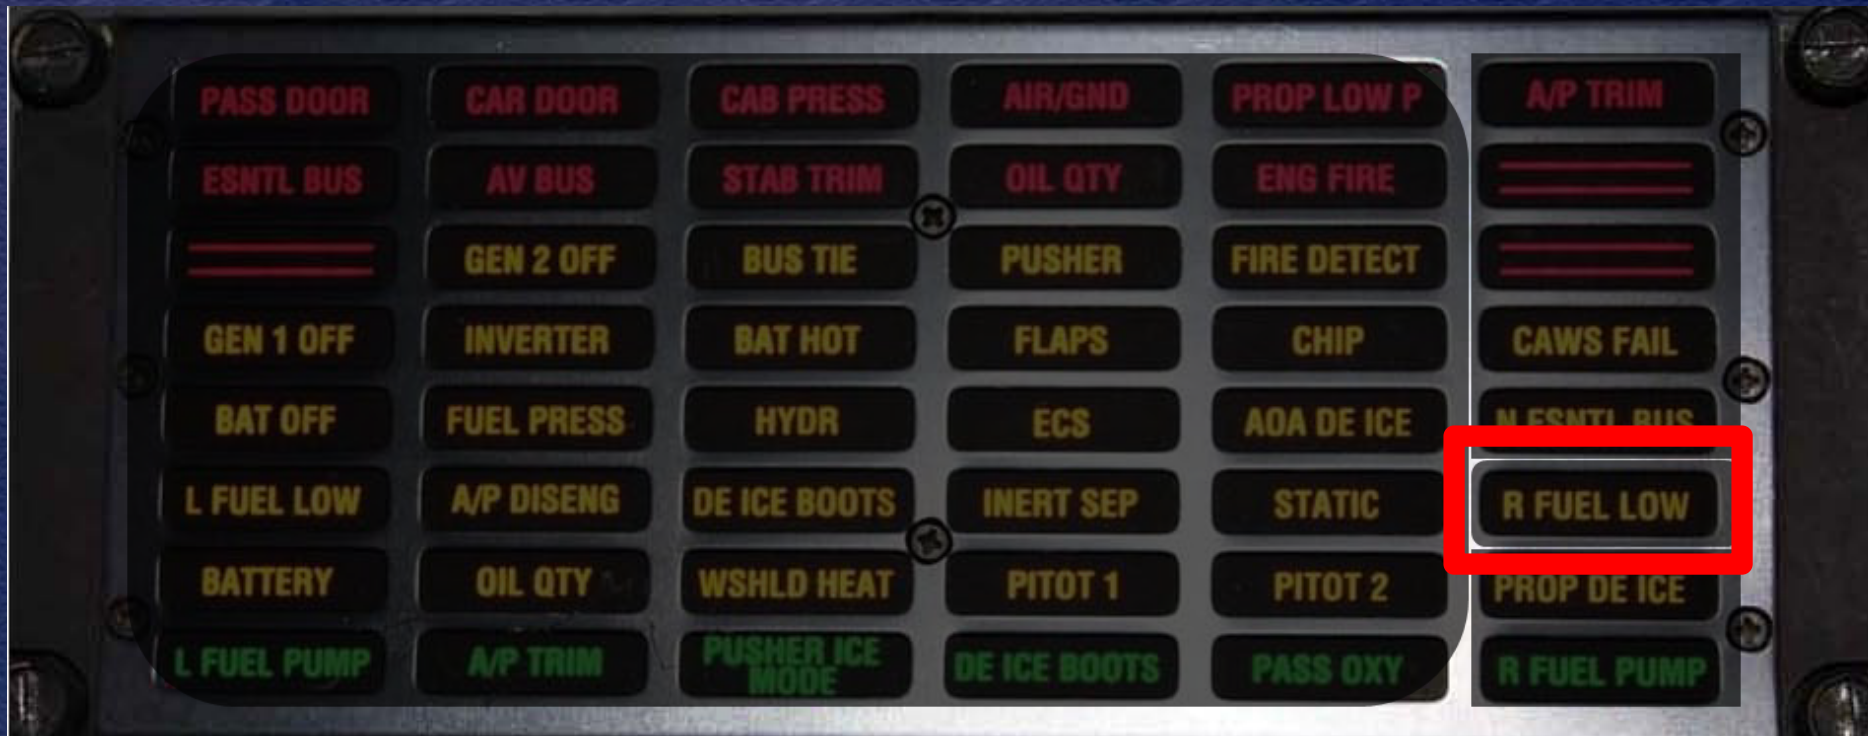 PASS DOOR CAR DOOR CAB PRESS AIR/GND PROP LOW P A/P TRIM
ESNTL BUS AV BUS STAB TRIM OIL QTY ENG FIRE
GEN 2 OFF BUS TIE PUSHER FIRE DETECT
GEN 1 OFF INVERTER BAT HOT FLAPS CHIP CAWS FAIL
BAT OFF FUEL PRESS HYDR ECS AOA DE ICE N ESNTL BUS
L FUEL LOW A/P DISENG DE ICE BOOTS INERT SEP STATIC R FUEL LOW
BATTERY OIL QTY WSHLD HEAT PITOT 1 PITOT 2 PROP DE ICE
L FUEL PUMP A/P TRIM PUSHER ICE MODE DE ICE BOOTS PASS OXY R FUEL PUMP